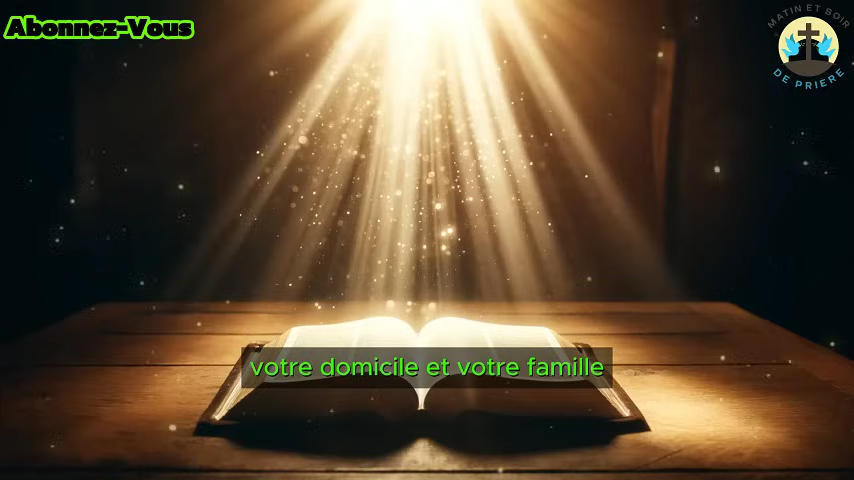 Abonnez-Vous
MATIN ET SOIR
DE PRIERE
votre domicile et votre famille